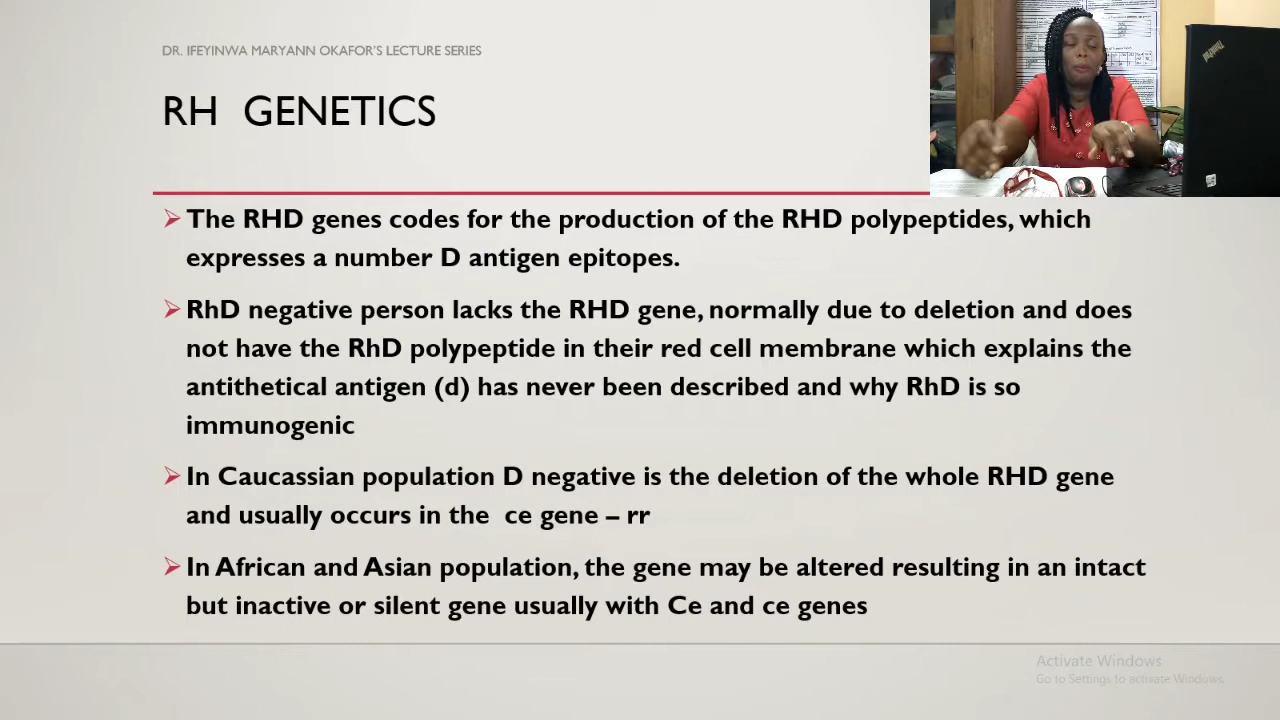 DR. IFEYINWA MARYANN OKAFOR'S LECTURE SERIES
RH GENETICS
The RHD genes codes for the production of the RHD polypeptides, which
expresses a number D antigen epitopes.
RhD negative person lacks the RHD gene, normally due to deletion and does
not have the RhD polypeptide in their red cell membrane which explains the
antithetical antigen (d) has never been described and why RhD is so
immunogenic
In Caucassian population D negative is the deletion of the whole RHD gene
and usually occurs in the ce gene – rr
In African and Asian population, the gene may be altered resulting in an intact
but inactive or silent gene usually with Ce and ce genes
Activate Windows
Go to Settings to activate Windows.